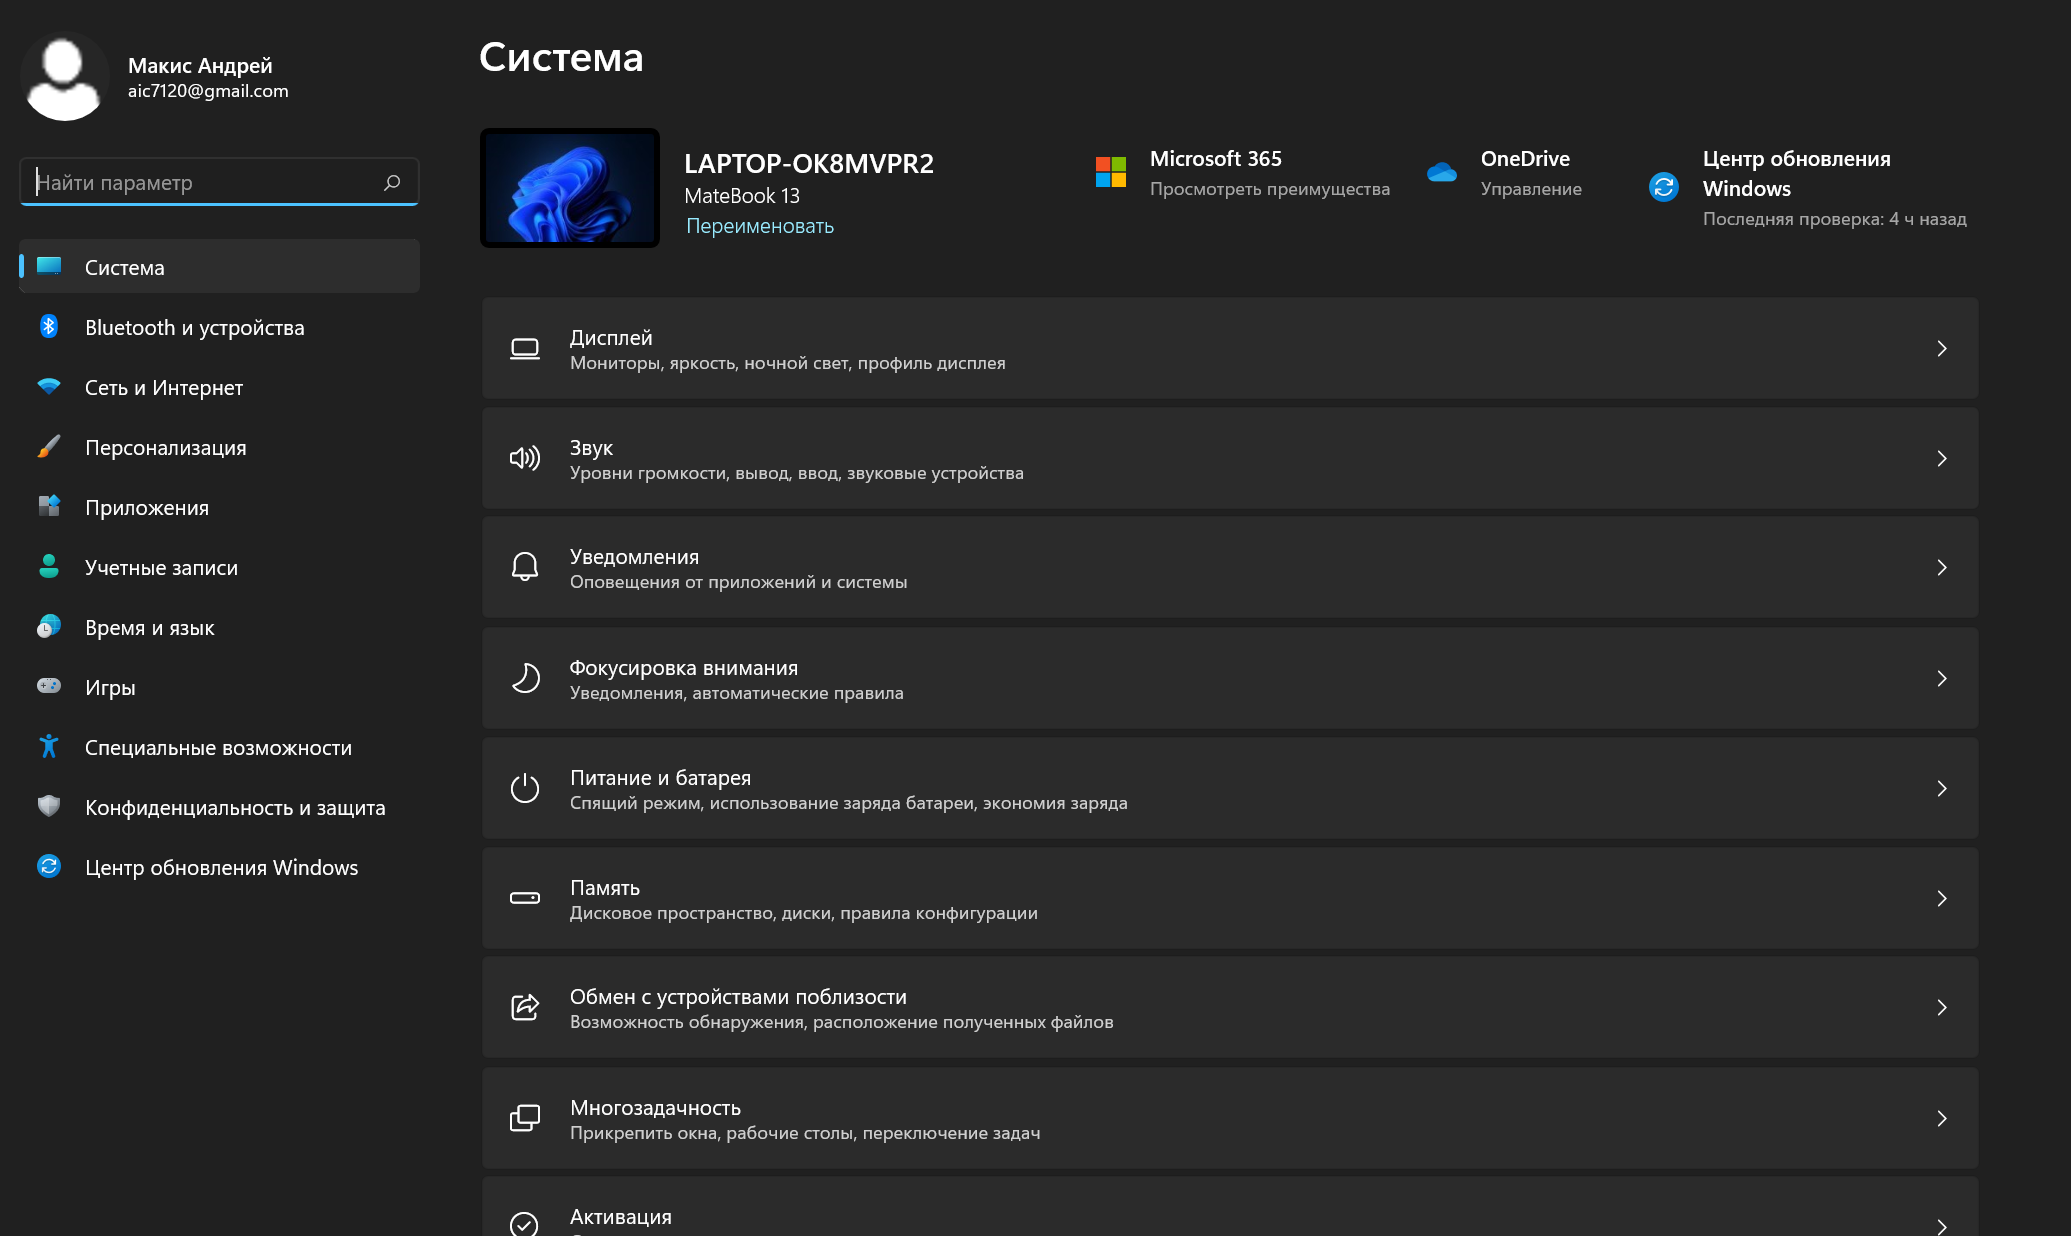 Макис Андрей
aic7120@gmail.com
Найти параметр
Система
Bluetooth и устройства
Сеть и Интернет
Персонализация
Приложения
Учетные записи
Время и язык
Игры
Специальные возможности
Конфиденциальность и защита
Центр обновления Windows
Система
LAPTOP-OK8MVPR2
MateBook 13
Переименовать
Microsoft 365
Просмотреть преимущества
OneDrive
Управление
Центр обновления
Windows
Последняя проверка: 4 ч назад
Дисплей
Мониторы, яркость, ночной свет, профиль дисплея
Звук
Уровни громкости, вывод, ввод, звуковые устройства
Уведомления
Оповещения от приложений и системы
Фокусировка внимания
Уведомления, автоматические правила
Питание и батарея
Спящий режим, использование заряда батареи, экономия заряда
Память
Дисковое пространство, диски, правила конфигурации
Обмен с устройствами поблизости
Возможность обнаружения, расположение полученных файлов
Многозадачность
Прикрепить окна, рабочие столы, переключение задач
Активация